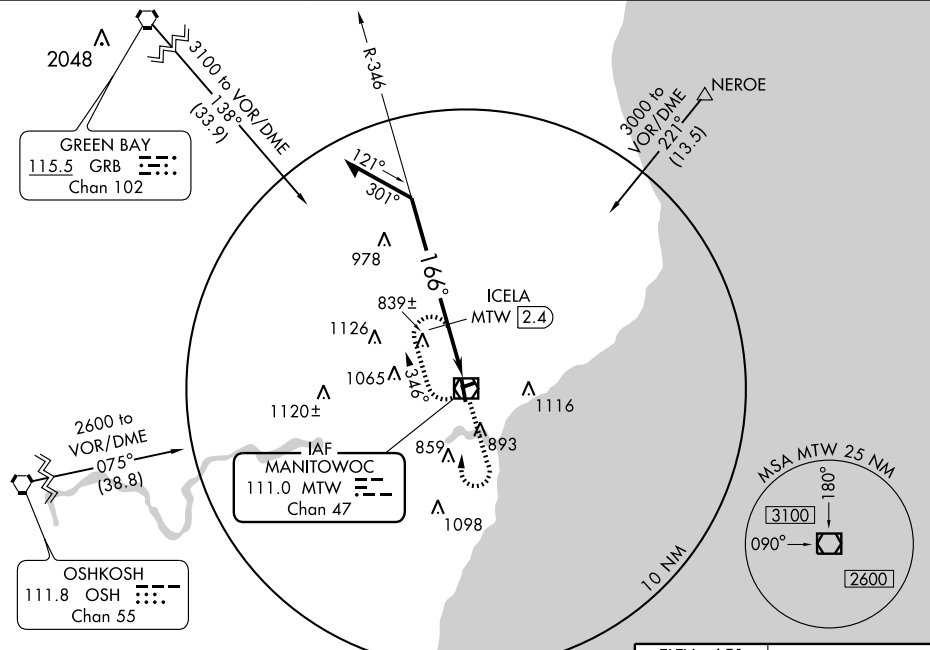 2048
3100 to VOR/DME
138°
(33.9)
R-346
3000 to
VOR/DME
221°
(13.5)
NEROE
GREEN BAY
115.5 GRB
Chan 102
121°
301°
978
166°
839±
ICELA
MTW 2.4
1126
1065
346°
1120±
1116
2600 to
VOR/DME
075°
(38.8)
IAF
MANITOWOC
111.0 MTW
Chan 47
859
893
1098
MSA MTW 25 NM
180°
3100
090°
2600
10 NM
OSHKOSH
111.8 OSH
Chan 55